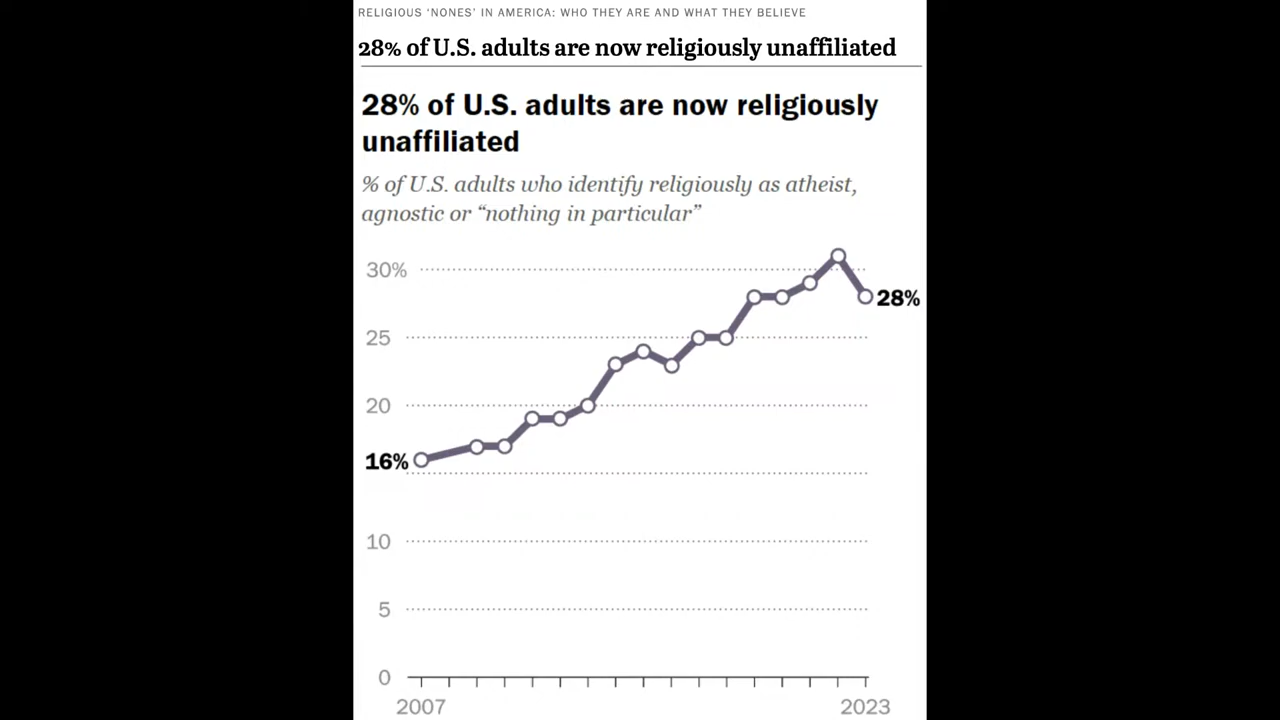 RELIGIOUS ‘NONES’ IN AMERICA: WHO THEY ARE AND WHAT THEY BELIEVE
28% of U.S. adults are now religiously unaffiliated
28% of U.S. adults are now religiously
unaffiliated
% of U.S. adults who identify religiously as atheist,
agnostic or “nothing in particular”
30%
28%
25
20
16%
10
5
0
2007 2023